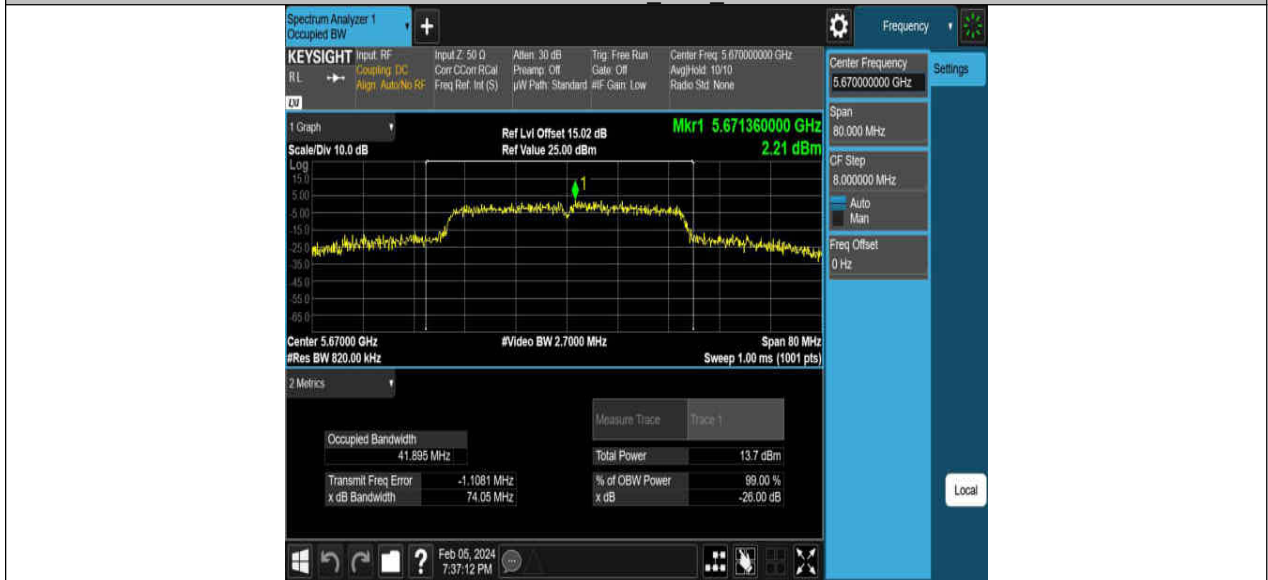 Spectrum Analyzer 1
Occupied BW
+
Frequency
KEYSIGHT
RL
LXI
Input: RF
Coupling: DC
Align: Auto/No RF
Input Z: 50 Ω
Corr CCorr RCal
Freq Ref: Int (S)
Atten: 30 dB
Preamp: Off
µW Path: Standard
Trig: Free Run
Gate: Off
#IF Gain: Low
Center Freq: 5.670000000 GHz
Avg|Hold: 10/10
Radio Std: None
1 Graph
Scale/Div 10.0 dB
Ref Lvl Offset 15.02 dB
Ref Value 25.00 dBm
Mkr1 5.671360000 GHz
2.21 dBm
Log
15.0
5.00
-5.00
-15.0
-25.0
-35.0
-45.0
-55.0
-65.0
1
Center 5.67000 GHz
#Video BW 2.7000 MHz
Span 80 MHz
#Res BW 820.00 kHz
Sweep 1.00 ms (1001 pts)
2 Metrics
Measure Trace
Trace 1
Occupied Bandwidth
41.895 MHz
Total Power
13.7 dBm
Transmit Freq Error
-1.1081 MHz
% of OBW Power
99.00 %
x dB Bandwidth
74.05 MHz
x dB
-26.00 dB
Center Frequency
5.670000000 GHz
Settings
Span
80.000 MHz
CF Step
8.000000 MHz
Auto
Man
Freq Offset
0 Hz
Local
?
Feb 05, 2024
7:37:12 PM